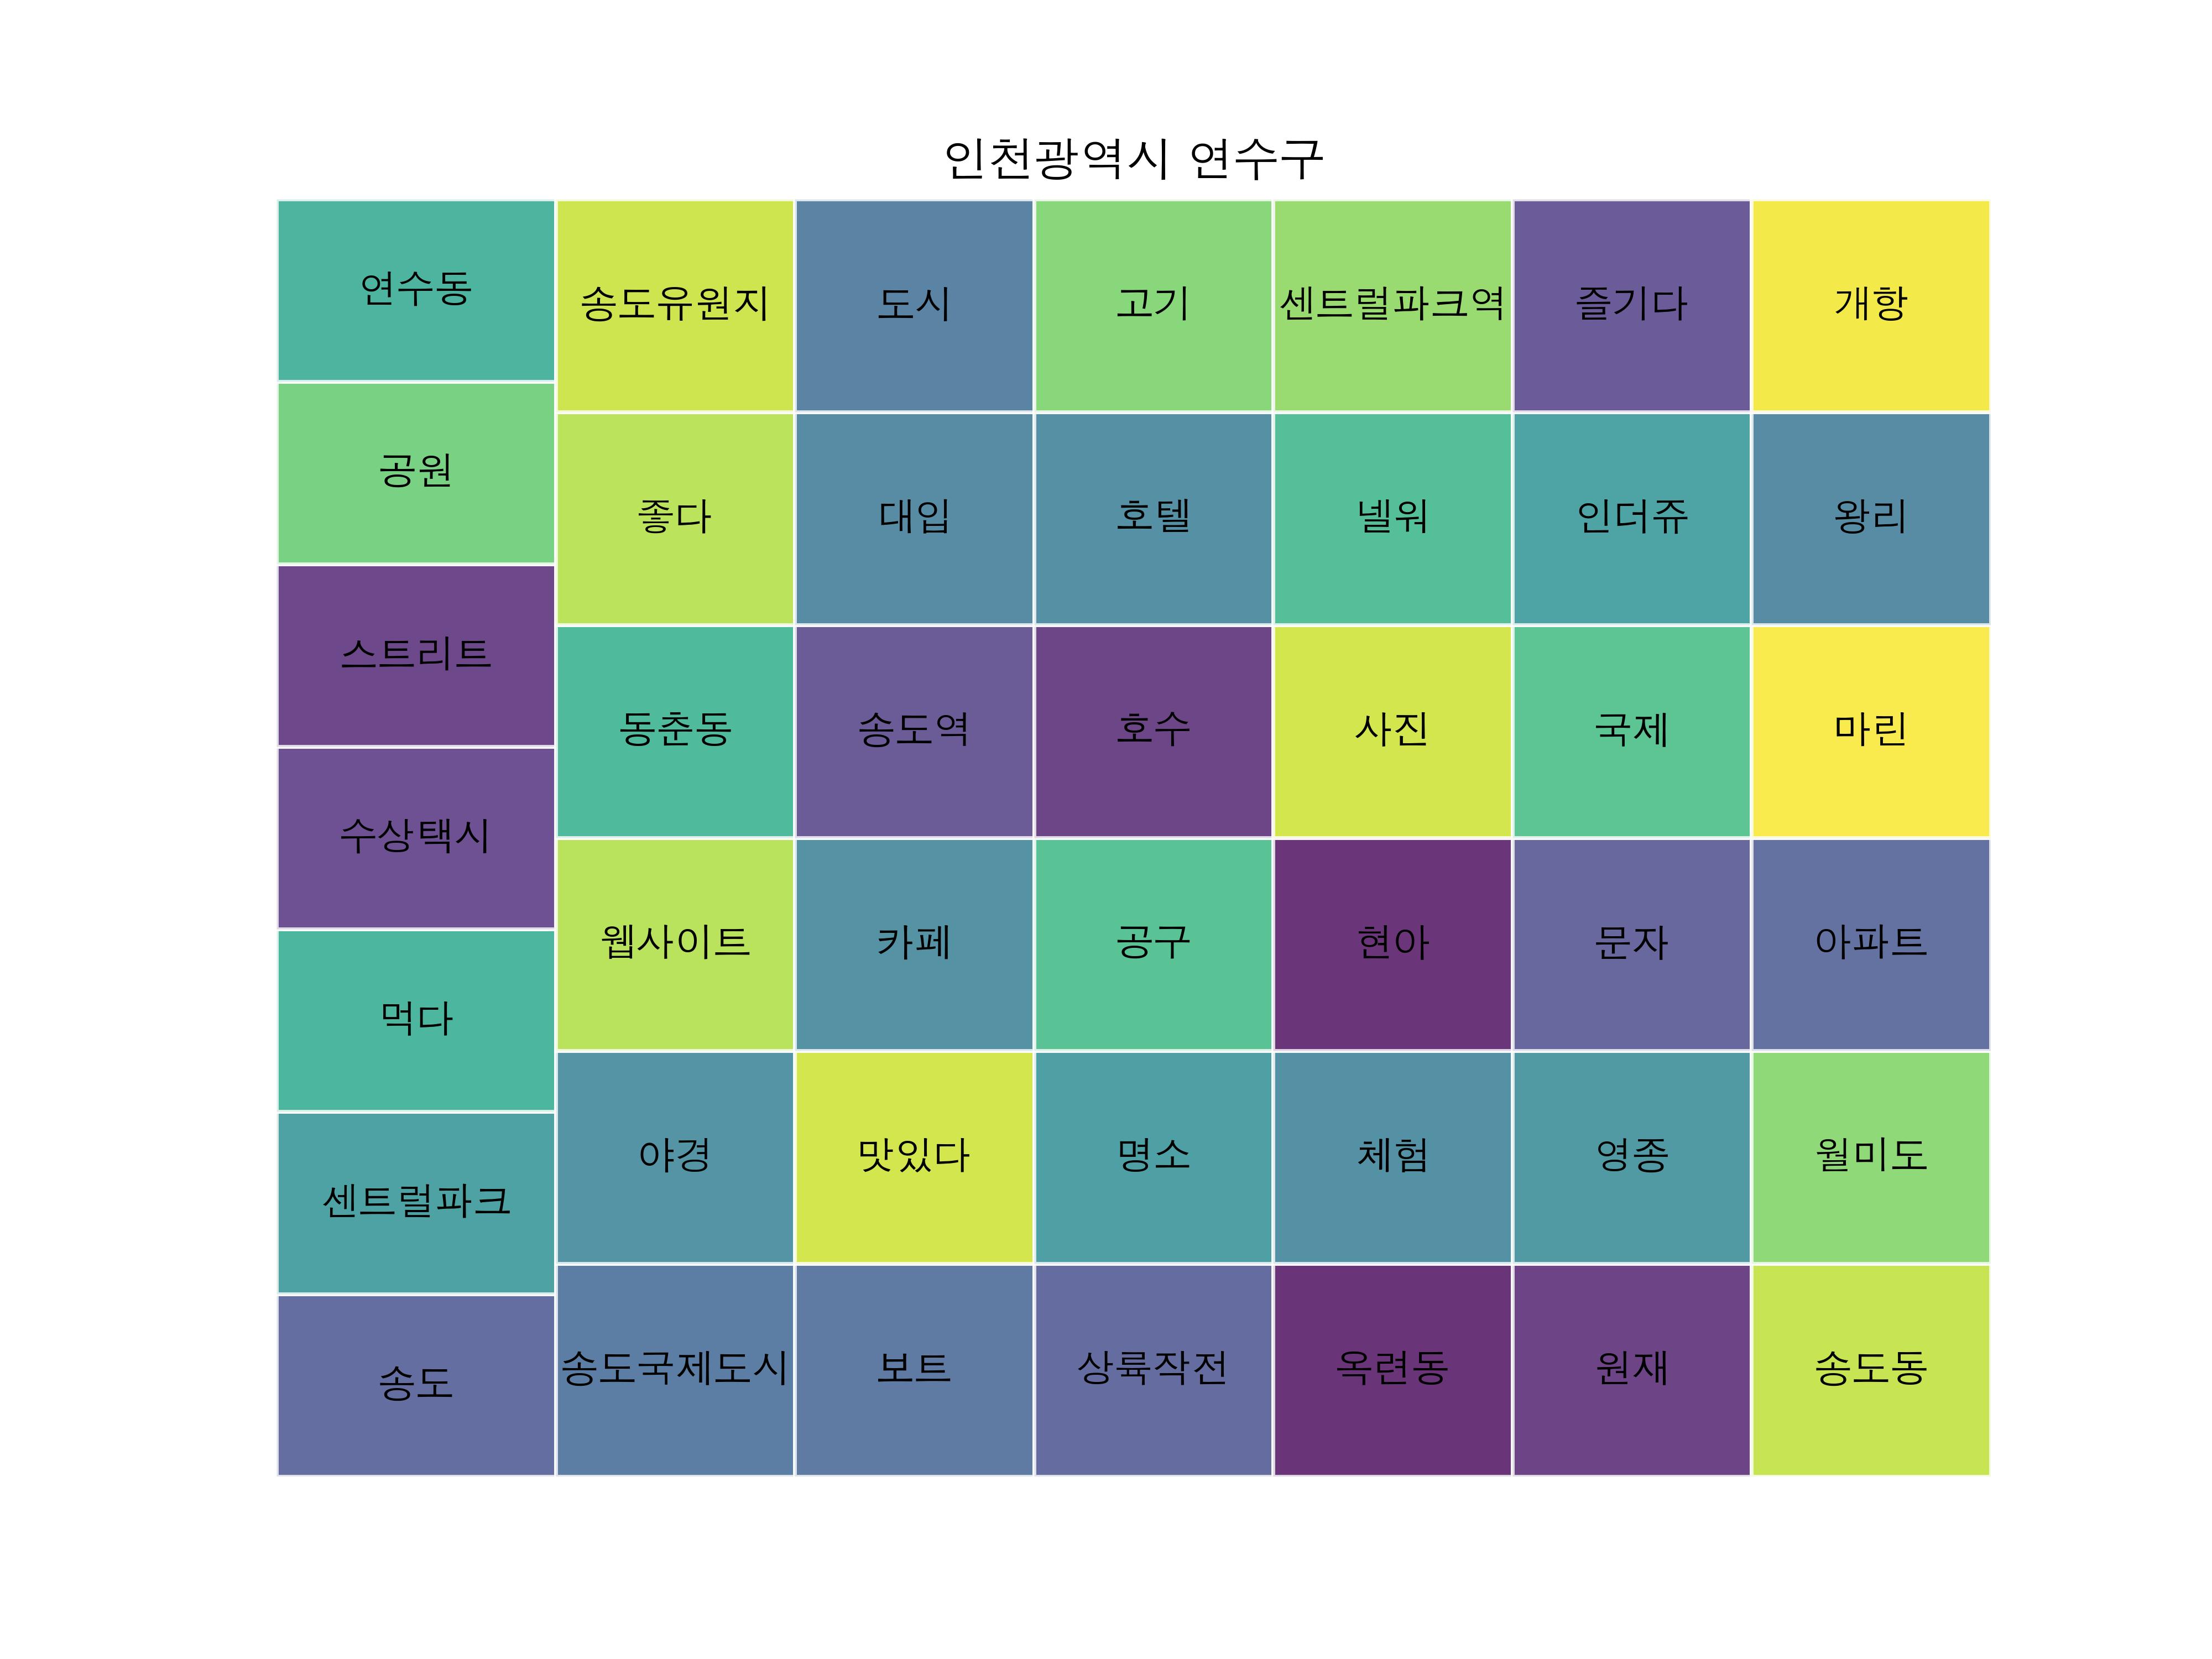 인천광역시 연수구
연수동
공원
스트리트
수상택시
먹다
센트럴파크
송도
송도유원지
좋다
동춘동
웹사이트
야경
송도국제도시
도시
대입
송도역
카페
맛있다
보트
고기
호텔
호수
공구
명소
상륙작전
센트럴파크역
넬워
사진
현아
체험
옥련동
즐기다
인더쥬
국제
문자
영종
원재
개항
왕리
마린
아파트
월미도
송도동